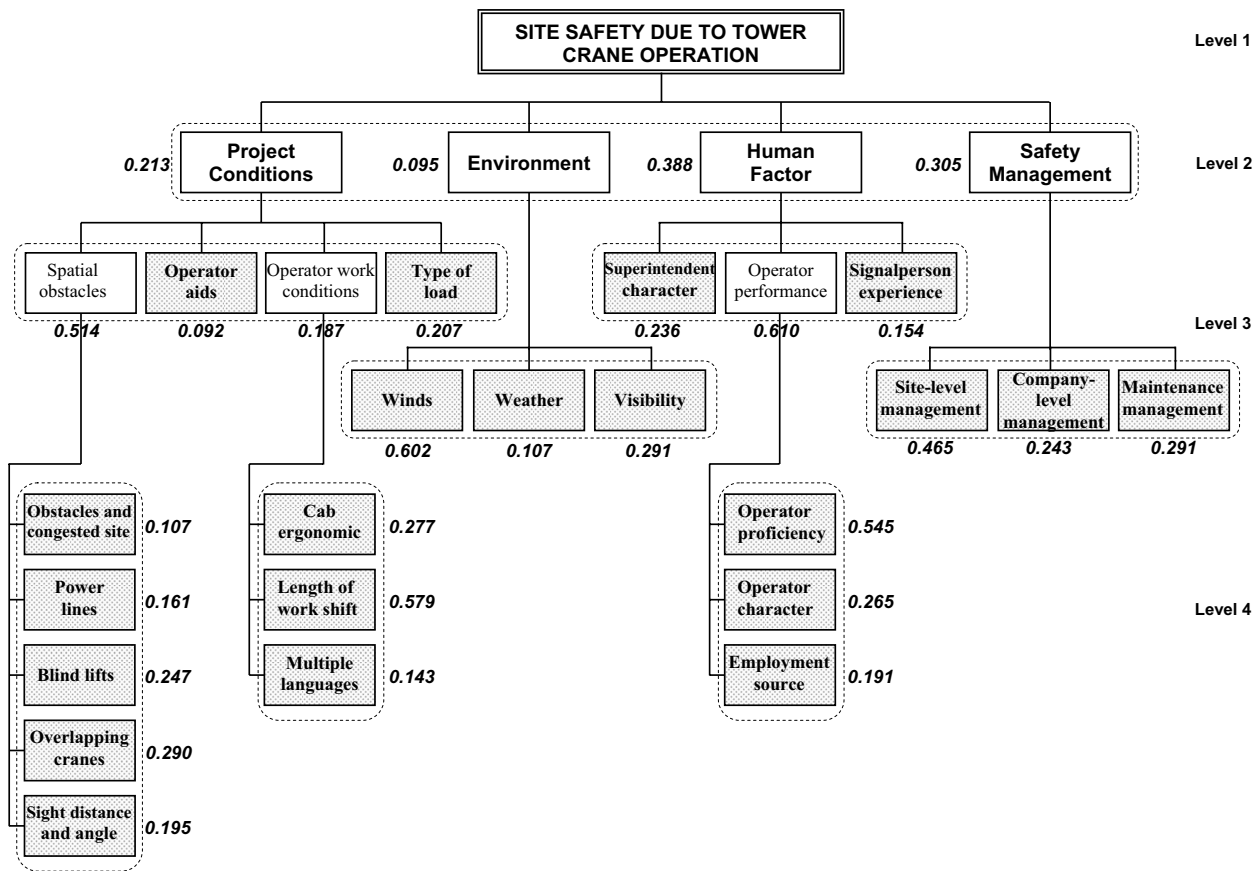 SITE SAFETY DUE TO TOWER
CRANE OPERATION
Level 1
0.213
Project
Conditions
0.095
Environment
0.388
Human
Factor
0.305
Safety
Management
Level 2
Spatial
obstacles
Operator
aids
Operator work
conditions
Type of
load
Superintendent
character
Operator
performance
Signalperson
experience
0.514
0.092
0.187
0.207
0.236
0.610
0.154
Level 3
Winds
Weather
Visibility
Site-level
management
Company-
level
management
Maintenance
management
0.602
0.107
0.291
0.465
0.243
0.291
Obstacles and
congested site
0.107
Power
lines
0.161
Blind lifts
0.247
Overlapping
cranes
0.290
Sight distance
and angle
0.195
Cab
ergonomic
0.277
Length of
work shift
0.579
Multiple
languages
0.143
Operator
proficiency
0.545
Operator
character
0.265
Employment
source
0.191
Level 4